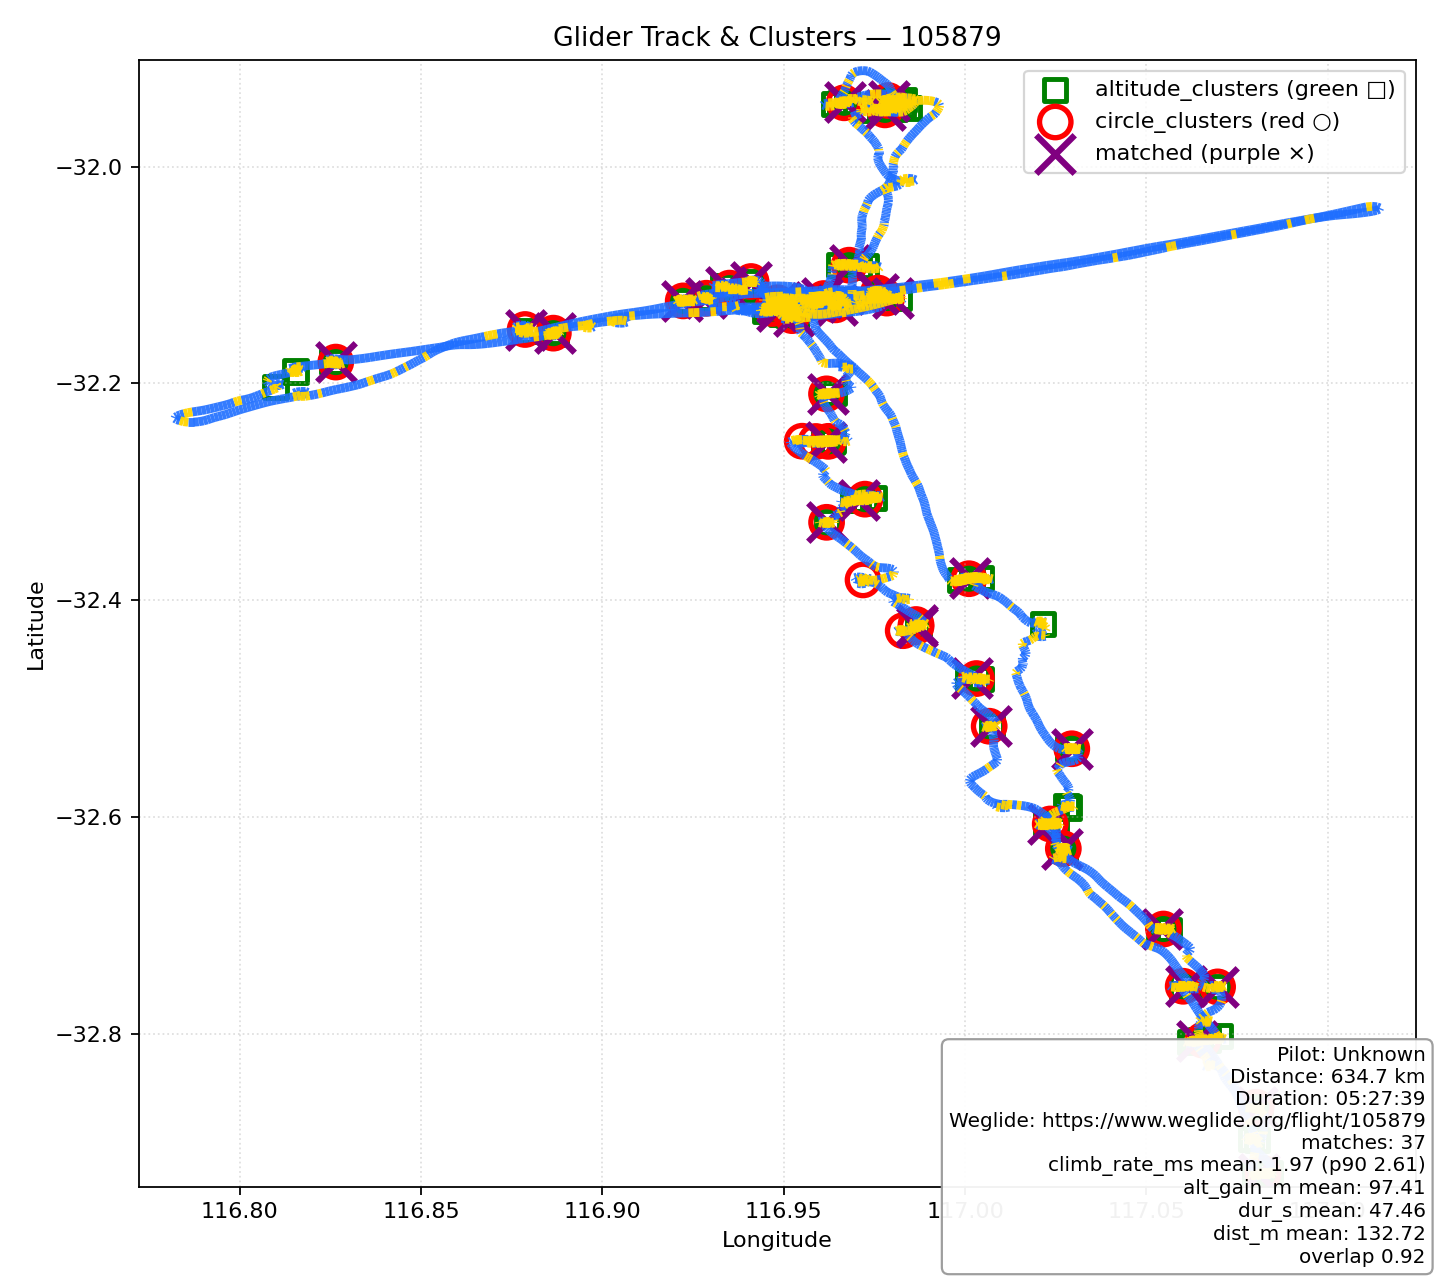 Glider Track & Clusters — 105879
altitude_clusters (green □)
circle_clusters (red ○)
matched (purple ×)
−32.0
−32.2
−32.4
−32.6
−32.8
Latitude
116.80
116.85
116.90
116.95
117.00
117.05
Longitude
Pilot: Unknown
Distance: 634.7 km
Duration: 05:27:39
Weglide: https://www.weglide.org/flight/105879
matches: 37
climb_rate_ms mean: 1.97 (p90 2.61)
alt_gain_m mean: 97.41
dur_s mean: 47.46
dist_m mean: 132.72
overlap 0.92